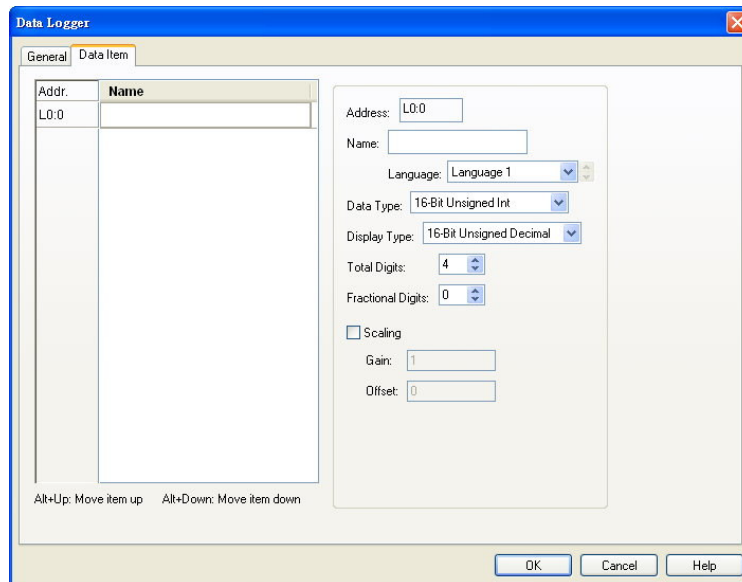 Data Logger
General Data Item
Addr. Name
L0:0
Address: L0:0
Name:
Language: Language 1
Data Type: 16-Bit Unsigned Int
Display Type: 16-Bit Unsigned Decimal
Total Digits: 4
Fractional Digits: 0
Scaling
Gain: 1
Offset: 0
Alt+Up: Move item up Alt+Down: Move item down
OK Cancel Help